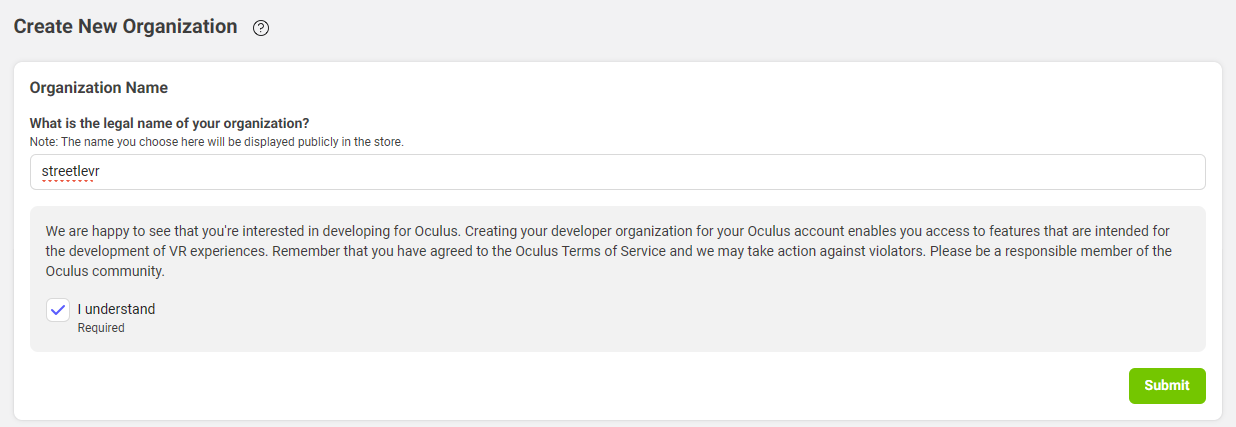 Create New Organization ?
Organization Name
What is the legal name of your organization?
Note: The name you choose here will be displayed publicly in the store.
streetlevr
We are happy to see that you're interested in developing for Oculus. Creating your developer organization for your Oculus account enables you access to features that are intended for
the development of VR experiences. Remember that you have agreed to the Oculus Terms of Service and we may take action against violators. Please be a responsible member of the
Oculus community.
I understand
Required
Submit